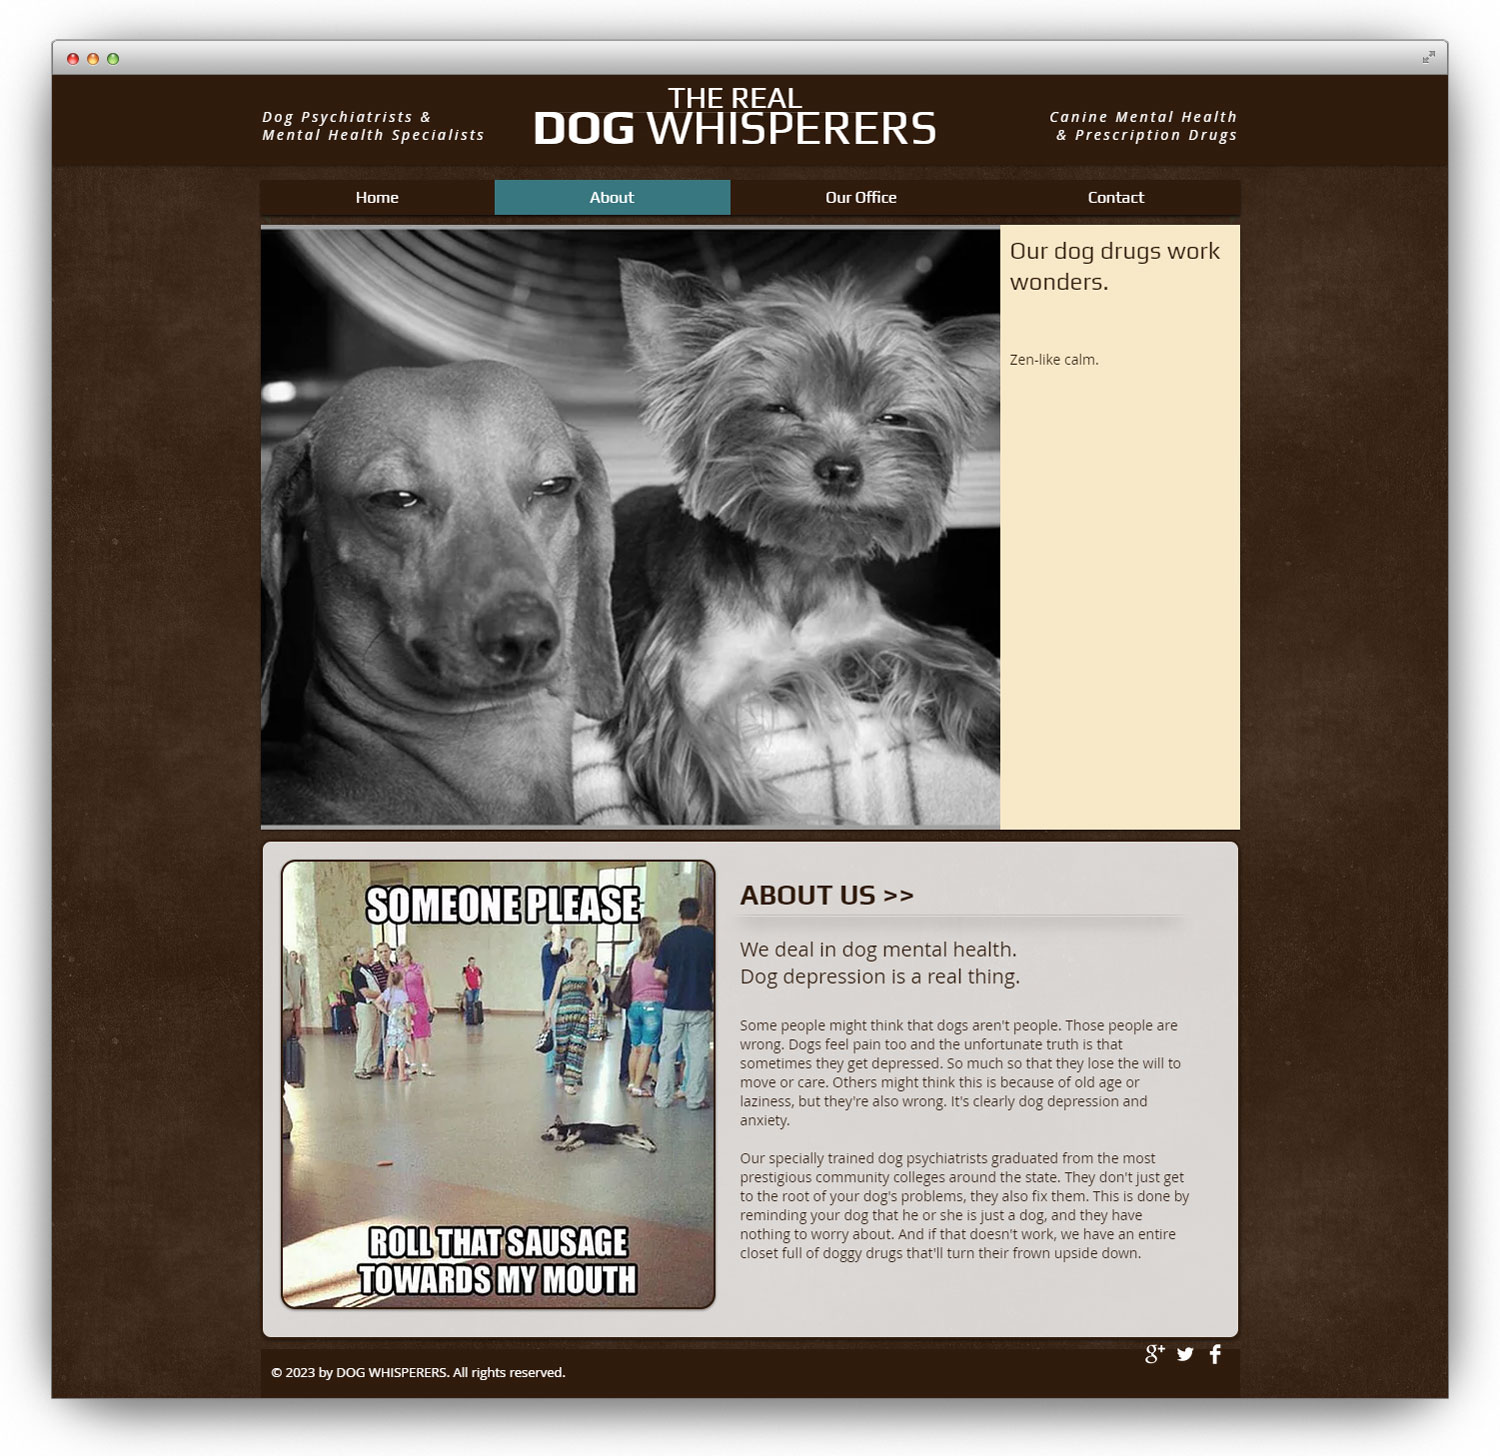 THE REAL
DOG WHISPERERS
Dog Psychiatrists &
Mental Health Specialists
Canine Mental Health
& Prescription Drugs
Home
About
Our Office
Contact
Our dog drugs work
wonders.
Zen-like calm.
SOMEONE PLEASE
ROLL THAT SAUSAGE
TOWARDS MY MOUTH
ABOUT US >>
We deal in dog mental health.
Dog depression is a real thing.
Some people might think that dogs aren't people. Those people are
wrong. Dogs feel pain too and the unfortunate truth is that
sometimes they get depressed. So much so that they lose the will to
move or care. Others might think this is because of old age or
laziness, but they're also wrong. It's clearly dog depression and
anxiety.
Our specially trained dog psychiatrists graduated from the most
prestigious community colleges around the state. They don't just get
to the root of your dog's problems, they also fix them. This is done by
reminding your dog that he or she is just a dog, and they have
nothing to worry about. And if that doesn't work, we have an entire
closet full of doggy drugs that'll turn their frown upside down.
© 2023 by DOG WHISPERERS. All rights reserved.